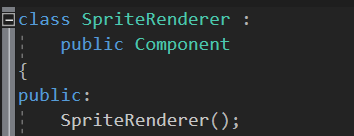 class SpriteRenderer :
    public Component
{
public:
    SpriteRenderer();